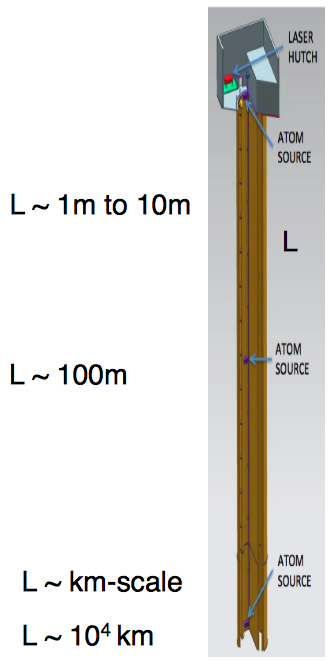 LASER
HUTCH
ATOM
SOURCE
L ~ 1m to 10m
L
ATOM
SOURCE
L ~ 100m
ATOM
SOURCE
L ~ km-scale
L ~ 10⁴ km